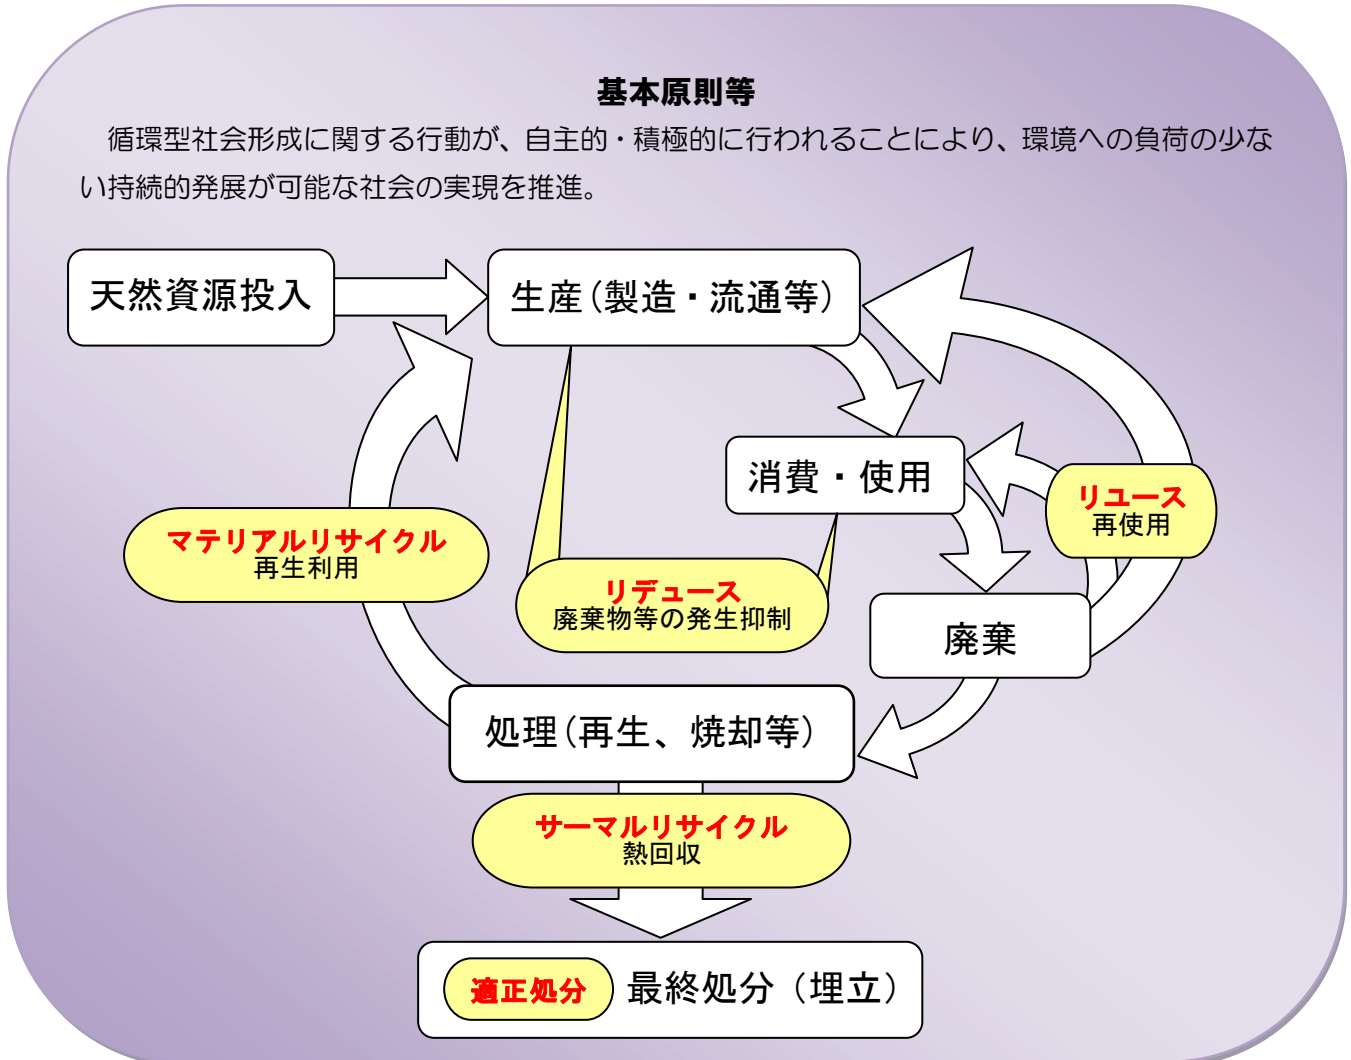 基本原則等
循環型社会形成に関する行動が、自主的・積極的に行われることにより、環境への負荷の少な
い持続的発展が可能な社会の実現を推進。
天然資源投入
生産(製造・流通等)
消費・使用
リユース
再使用
マテリアルリサイクル
再生利用
リデュース
廃棄物等の発生抑制
廃棄
処理(再生、焼却等)
サーマルリサイクル
熱回収
適正処分 最終処分（埋立）